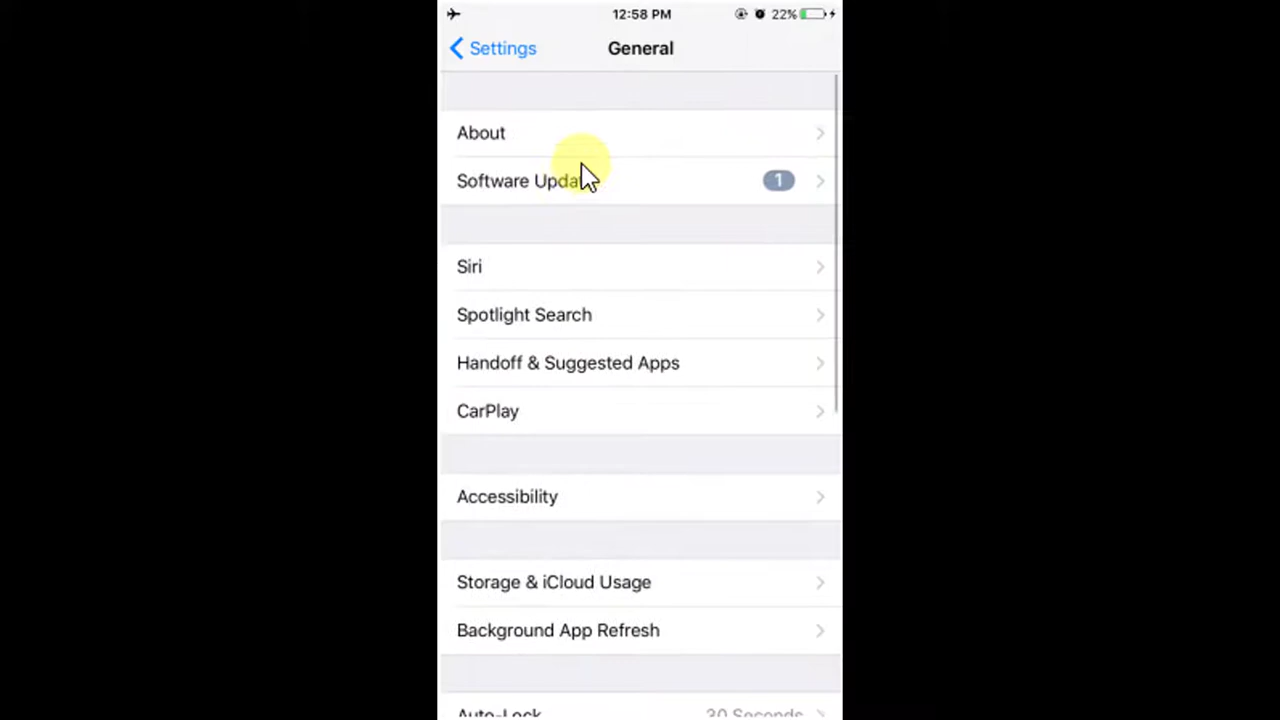 12:58 PM 22%
Settings General
About
Software Upda
1
Siri
Spotlight Search
Handoff & Suggested Apps
CarPlay
Accessibility
Storage & iCloud Usage
Background App Refresh
Auto-Lock 30 Seconds